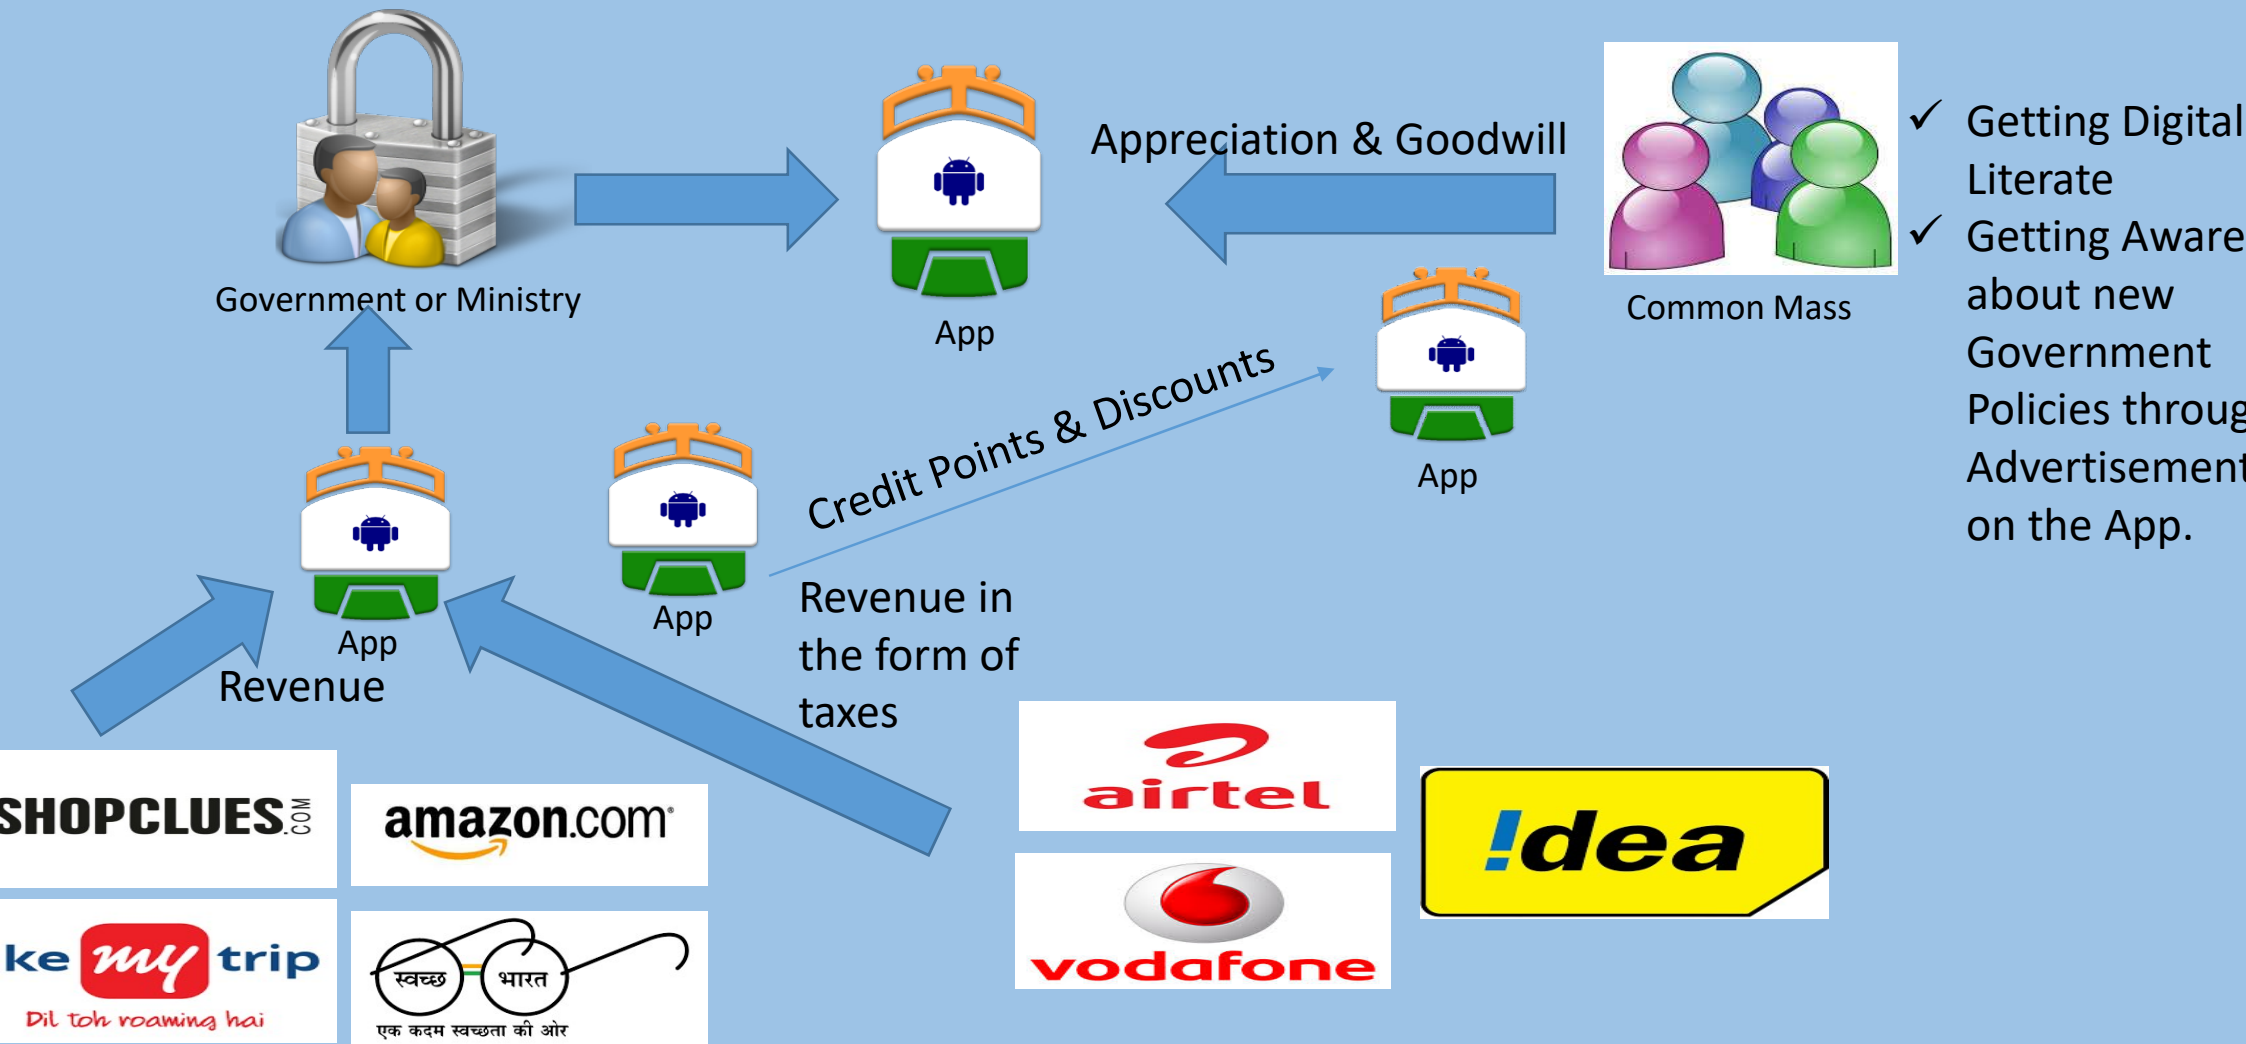 Appreciation & Goodwill
Government or Ministry
App
Common Mass
✓ Getting Digital
Literate
✓ Getting Aware
about new
Government
Policies throug
Advertisement
on the App.
Credit Points & Discounts
App
App
App
Revenue
Revenue in
the form of
taxes
SHOPCLUES.COM
amazon.com
ke my trip
Dil toh roaming hai
स्वच्छ भारत
एक कदम स्वच्छता की ओर
airtel
vodafone
!dea